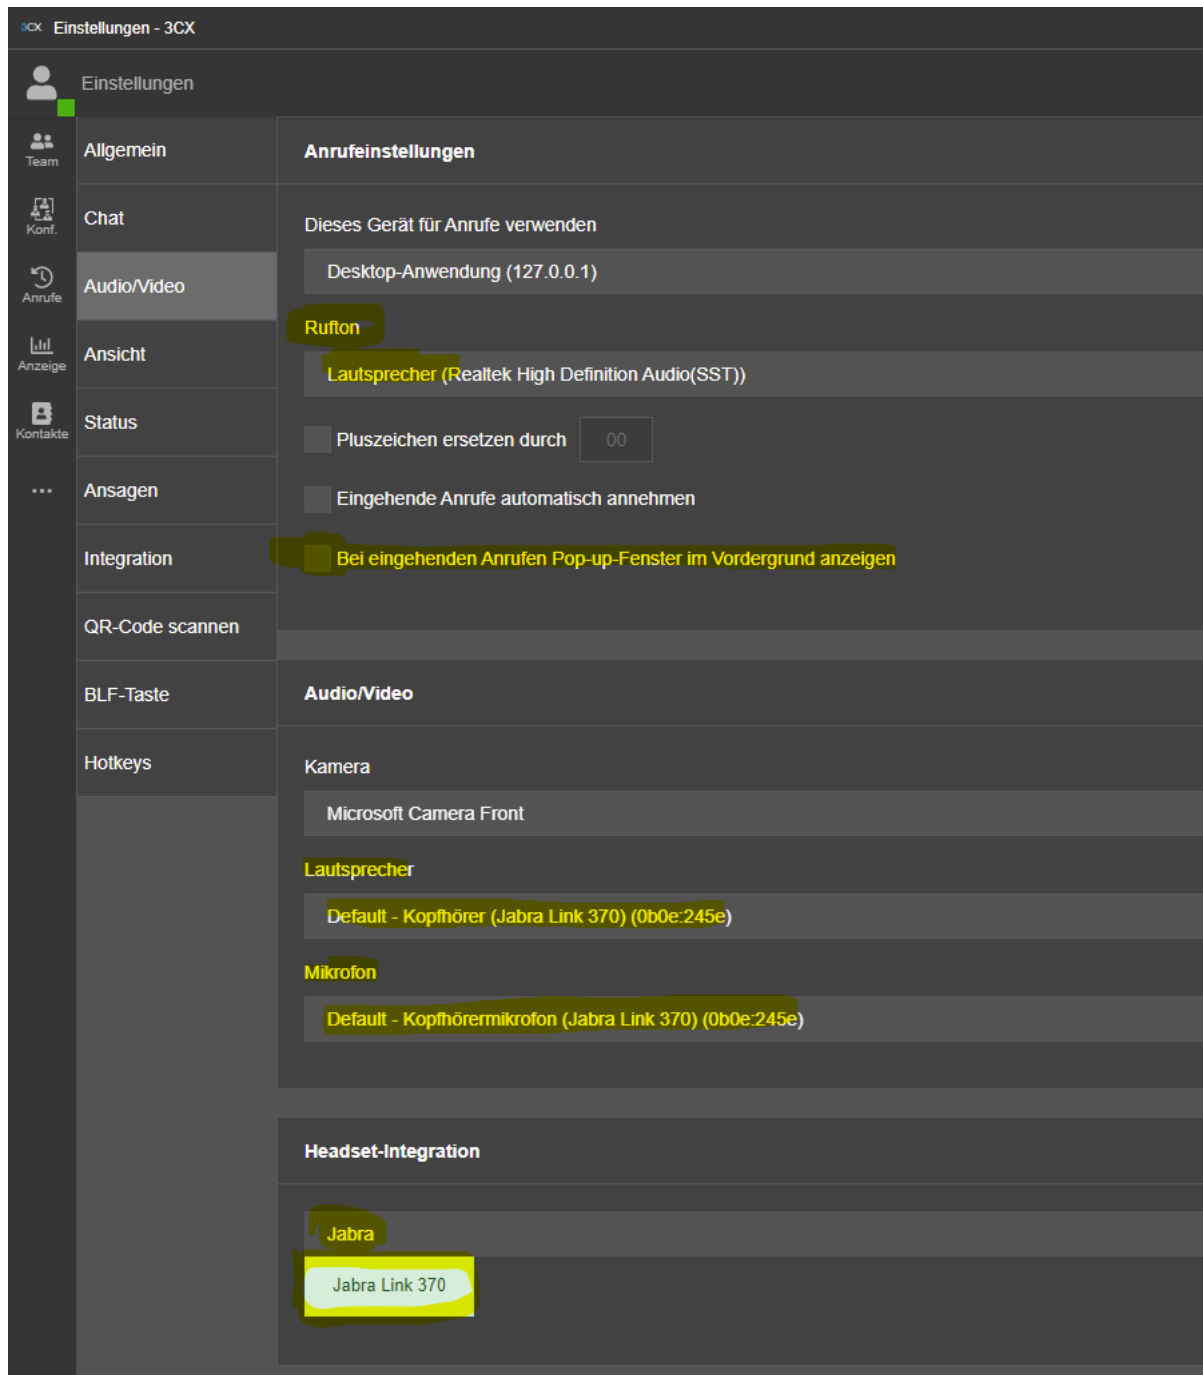 3CX Einstellungen - 3CX
Einstellungen
Team
Konf.
Anrufe
Anzeige
Kontakte
Allgemein
Chat
Audio/Video
Ansicht
Status
Ansagen
Integration
QR-Code scannen
BLF-Taste
Hotkeys
Anrufeinstellungen
Dieses Gerät für Anrufe verwenden
Desktop-Anwendung (127.0.0.1)
Rufton
Lautsprecher (Realtek High Definition Audio(SST))
Pluszeichen ersetzen durch 00
Eingehende Anrufe automatisch annehmen
Bei eingehenden Anrufen Pop-up-Fenster im Vordergrund anzeigen
Audio/Video
Kamera
Microsoft Camera Front
Lautsprecher
Default - Kopfhörer (Jabra Link 370) (0b0e:245e)
Mikrofon
Default - Kopfhörermikrofon (Jabra Link 370) (0b0e:245e)
Headset-Integration
Jabra
Jabra Link 370